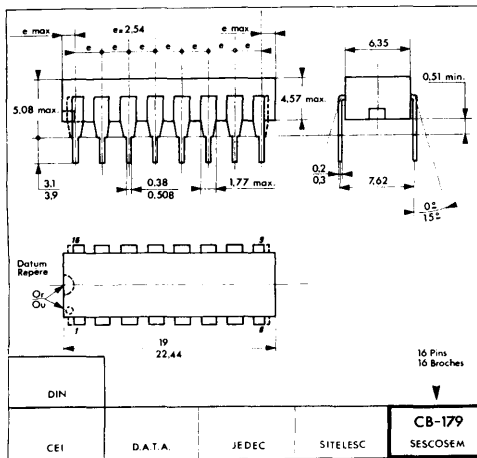 e max.
e=2,54
e max.
e e e e e e e
6,35
5,08 max.
4,57 max.
0,51 min.
3,1
3,9
0,38
0,508
1,77 max.
0,2
0,3
7,62
0°
15°
Datum
Repere
Or
Ou
16
9
1
8
19
22,44
16 Pins
16 Broches
DIN
CB-179
SESCOSEM
CEI
D.A.T.A.
JEDEC
SITELESC